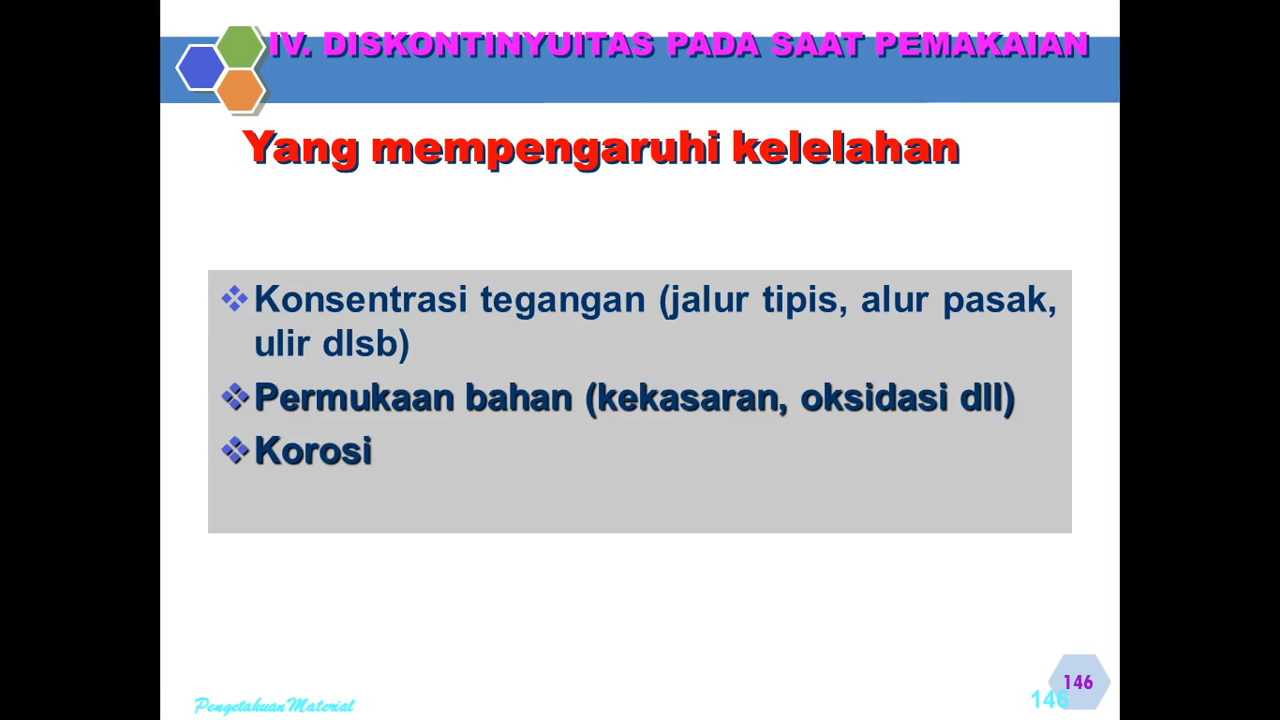 IV. DISKONTINYUITAS PADA SAAT PEMAKAIAN
Yang mempengaruhi kelelahan
Konsentrasi tegangan (jalur tipis, alur pasak,
ulir dlsb)
Permukaan bahan (kekasaran, oksidasi dll)
Korosi
146
146
Pengetahuan Material